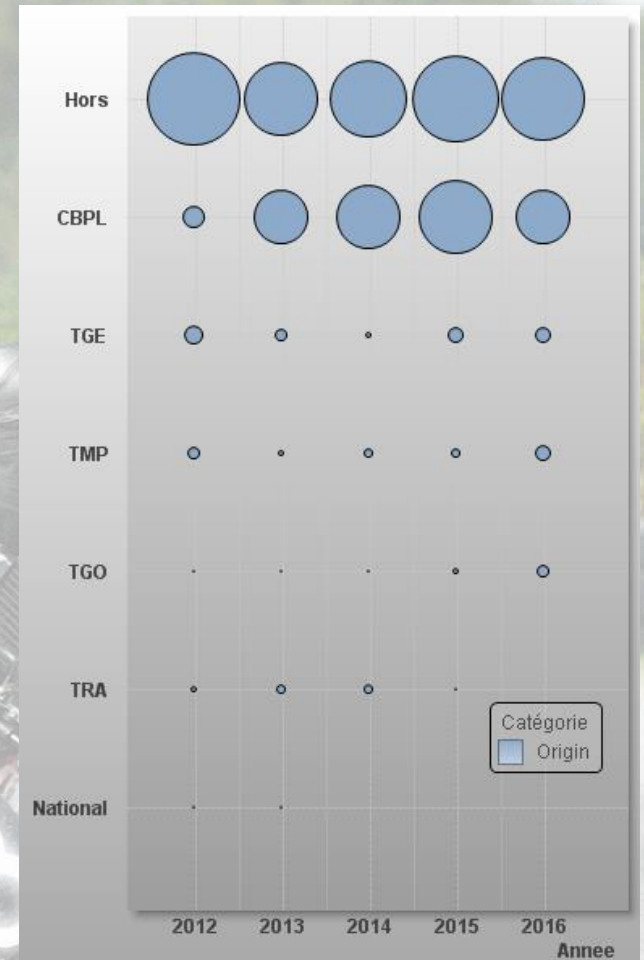 Hors
CBPL
TGE
TMP
TGO
TRA
National
Catégorie
Origin
2012 2013 2014 2015 2016
Annee